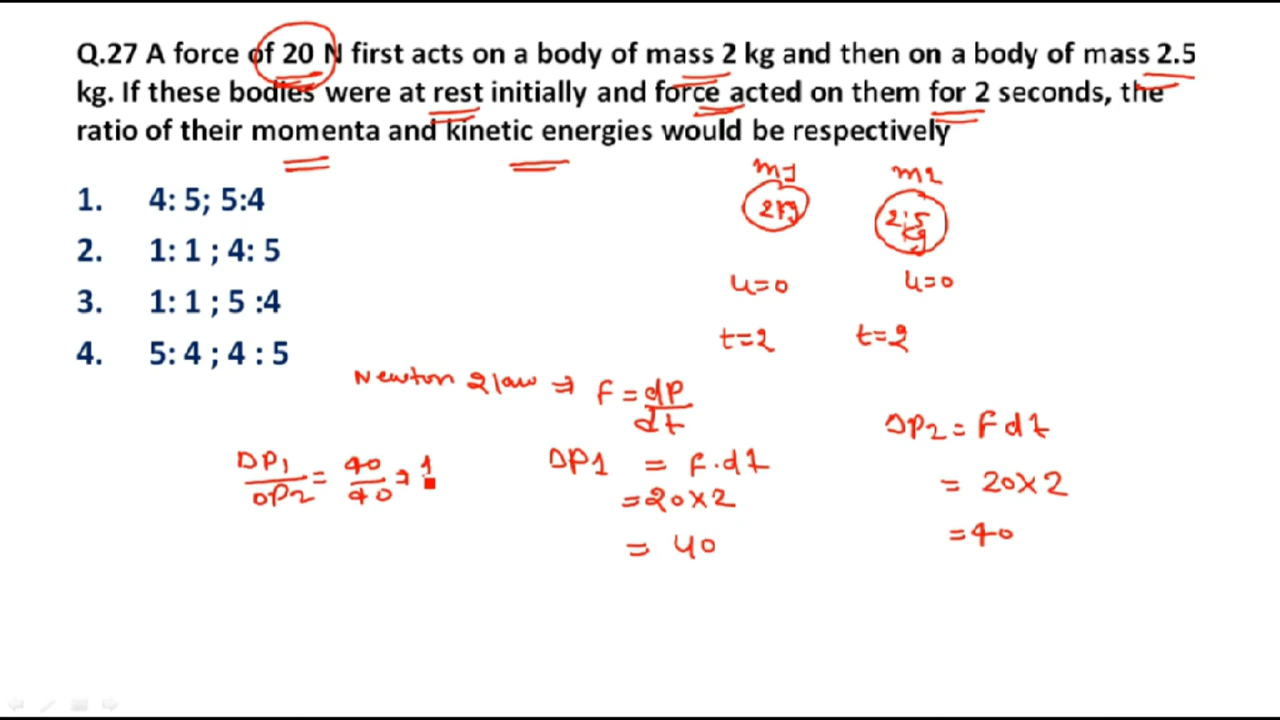 Q.27 A force of 20 N first acts on a body of mass 2 kg and then on a body of mass 2.5
kg. If these bodies were at rest initially and force acted on them for 2 seconds, the
ratio of their momenta and kinetic energies would be respectively
1. 4: 5; 5:4
2. 1: 1 ; 4: 5
3. 1: 1 ; 5 :4
4. 5: 4 ; 4 : 5
m1 m2
2kg 2.5 kg
u=0 u=0
t=2 t=2
Newton 2 law ⇒ F = dP/dt
ΔP1/ΔP2 = 40/40 ⇒ 1
ΔP1 = F.dt
=20×2
= 40
ΔP2 = F dt
= 20×2
=40